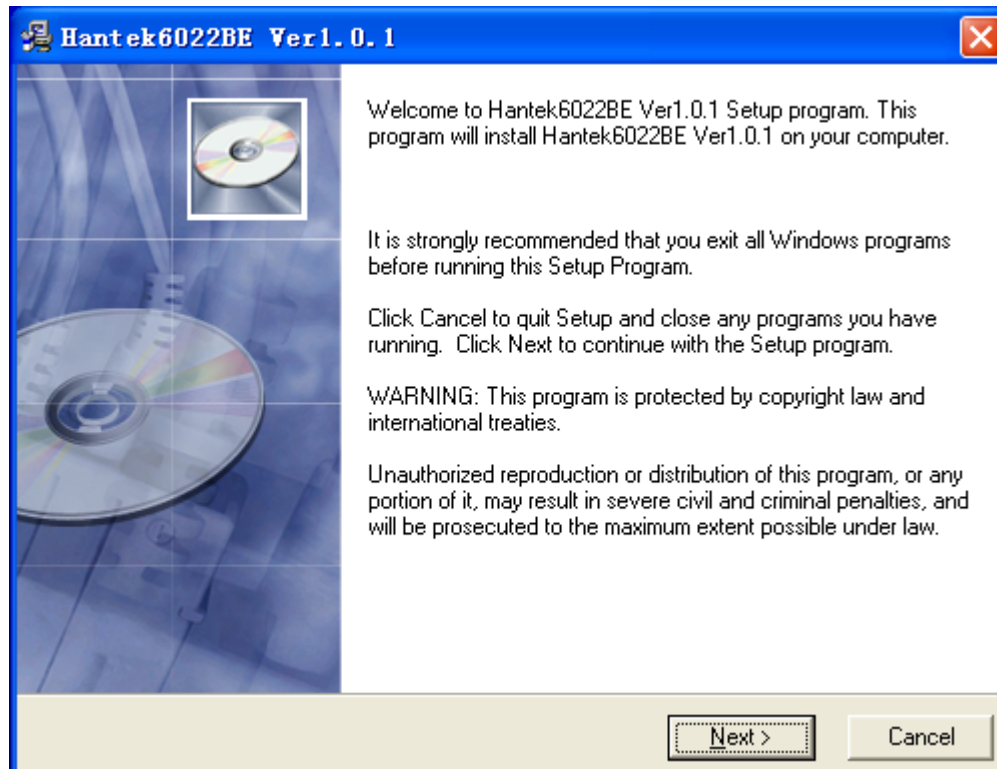 Hantek6022BE Ver1.0.1
Welcome to Hantek6022BE Ver1.0.1 Setup program. This
program will install Hantek6022BE Ver1.0.1 on your computer.
It is strongly recommended that you exit all Windows programs
before running this Setup Program.
Click Cancel to quit Setup and close any programs you have
running.  Click Next to continue with the Setup program.
WARNING: This program is protected by copyright law and
international treaties.
Unauthorized reproduction or distribution of this program, or any
portion of it, may result in severe civil and criminal penalties, and
will be prosecuted to the maximum extent possible under law.
Next >
Cancel